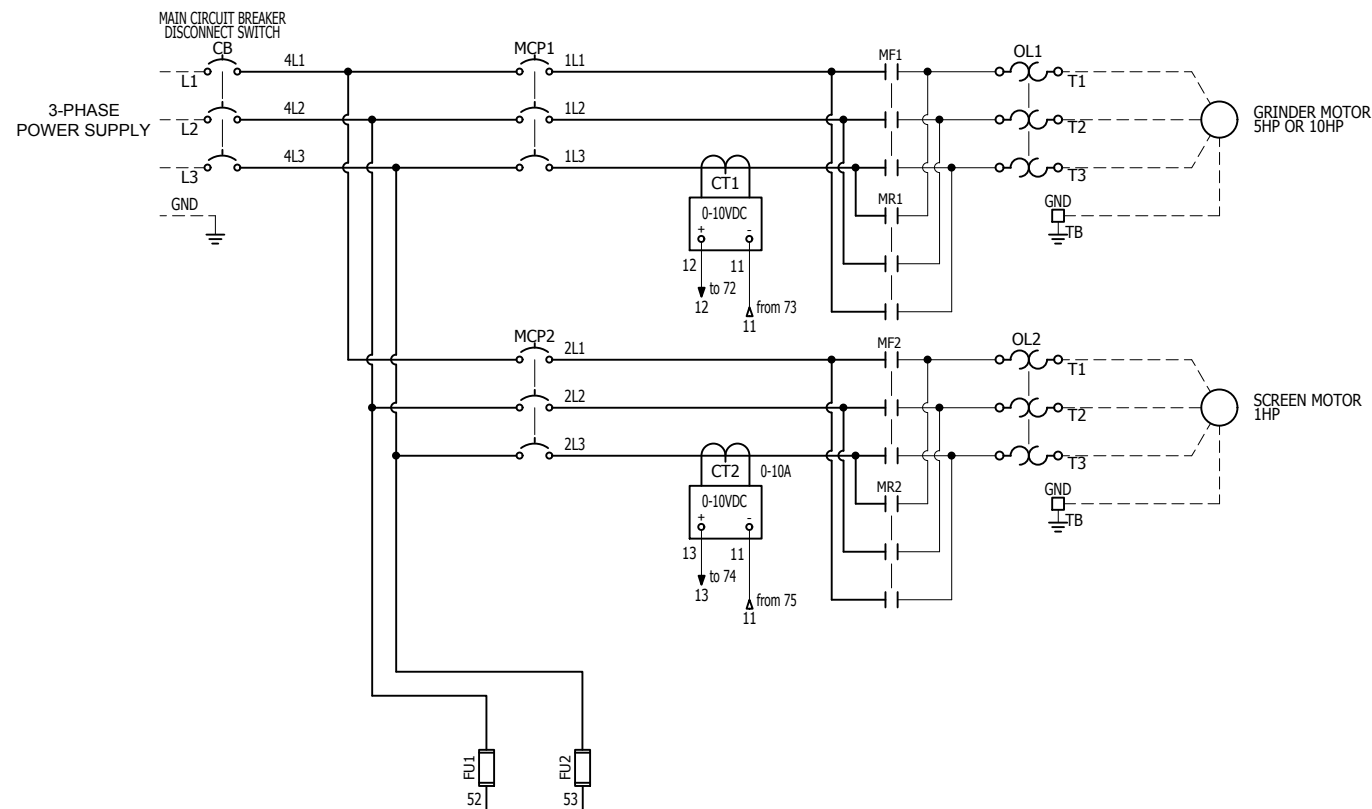 MAIN CIRCUIT BREAKER
DISCONNECT SWITCH
CB
4L1
MCP1
1L1
MF1
OL1
L1
T1
3-PHASE
POWER SUPPLY
4L2
1L2
L2
T2
GRINDER MOTOR
5HP OR 10HP
4L3
1L3
L3
CT1
T3
GND
0-10VDC
+
-
MR1
GND
TB
12
11
to 72
12
from 73
11
MCP2
2L1
MF2
OL2
T1
2L2
T2
SCREEN MOTOR
1HP
2L3
CT2
0-10A
T3
0-10VDC
+
-
MR2
GND
TB
13
11
to 74
13
from 75
11
FU1
FU2
52
53